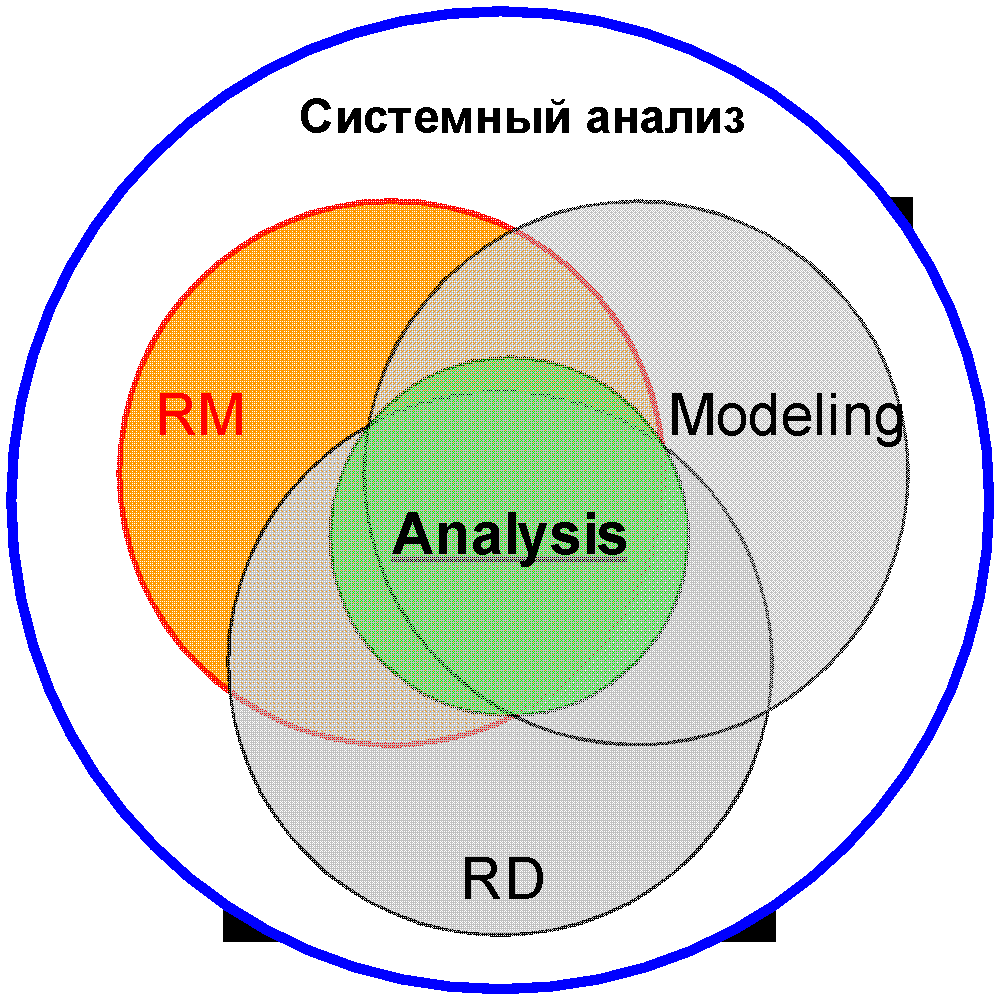 Системный анализ
RM
Modeling
Analysis
RD